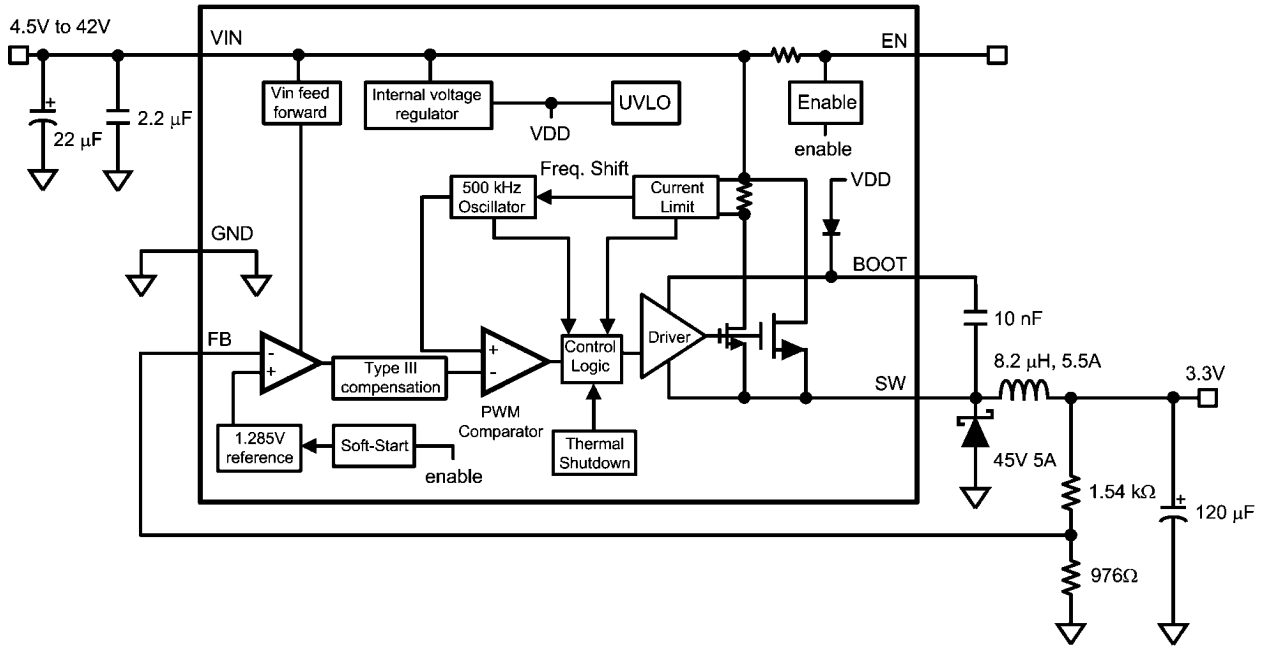 4.5V to 42V
VIN
EN
Vin feed
forward
Internal voltage
regulator
UVLO
Enable
22 µF
2.2 µF
VDD
enable
Freq. Shift
500 kHz
Oscillator
Current
Limit
VDD
GND
BOOT
10 nF
FB
-
+
Type III
compensation
+
-
PWM
Comparator
Control
Logic
Driver
8.2 µH, 5.5A
SW
3.3V
1.285V
reference
Soft-Start
enable
Thermal
Shutdown
45V 5A
1.54 kΩ
+
120 µF
976Ω
+